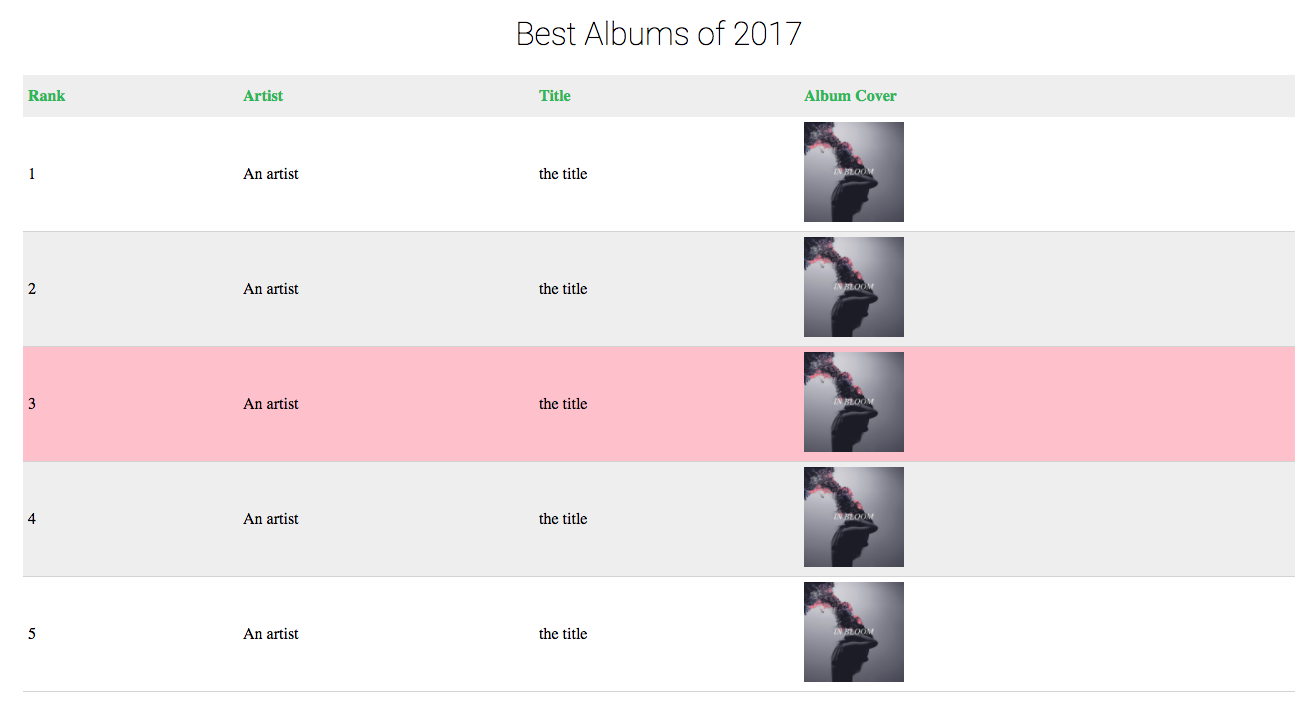 Best Albums of 2017
Rank Artist Title Album Cover
1 An artist the title IN BLOOM
2 An artist the title IN BLOOM
3 An artist the title IN BLOOM
4 An artist the title IN BLOOM
5 An artist the title IN BLOOM